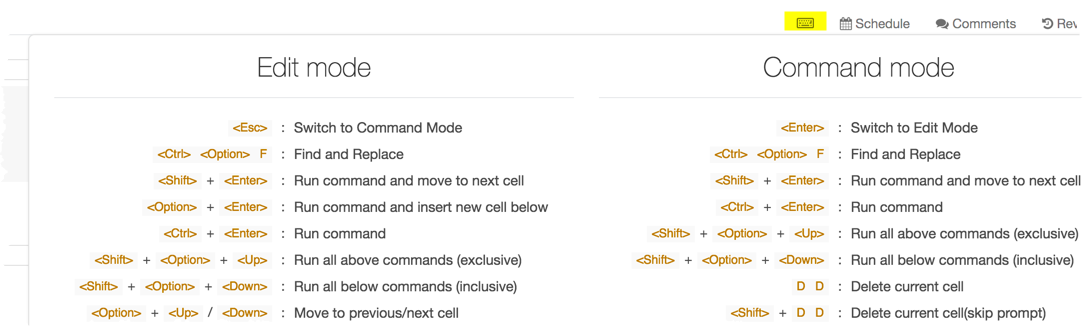 Schedule Comments Rev
Edit mode
<Esc> : Switch to Command Mode
<Ctrl> <Option> F : Find and Replace
<Shift> + <Enter> : Run command and move to next cell
<Option> + <Enter> : Run command and insert new cell below
<Ctrl> + <Enter> : Run command
<Shift> + <Option> + <Up> : Run all above commands (exclusive)
<Shift> + <Option> + <Down> : Run all below commands (inclusive)
<Option> + <Up> / <Down> : Move to previous/next cell
Command mode
<Enter> : Switch to Edit Mode
<Ctrl> <Option> F : Find and Replace
<Shift> + <Enter> : Run command and move to next cell
<Ctrl> + <Enter> : Run command
<Shift> + <Option> + <Up> : Run all above commands (exclusive)
<Shift> + <Option> + <Down> : Run all below commands (inclusive)
D D : Delete current cell
<Shift> + D D : Delete current cell(skip prompt)